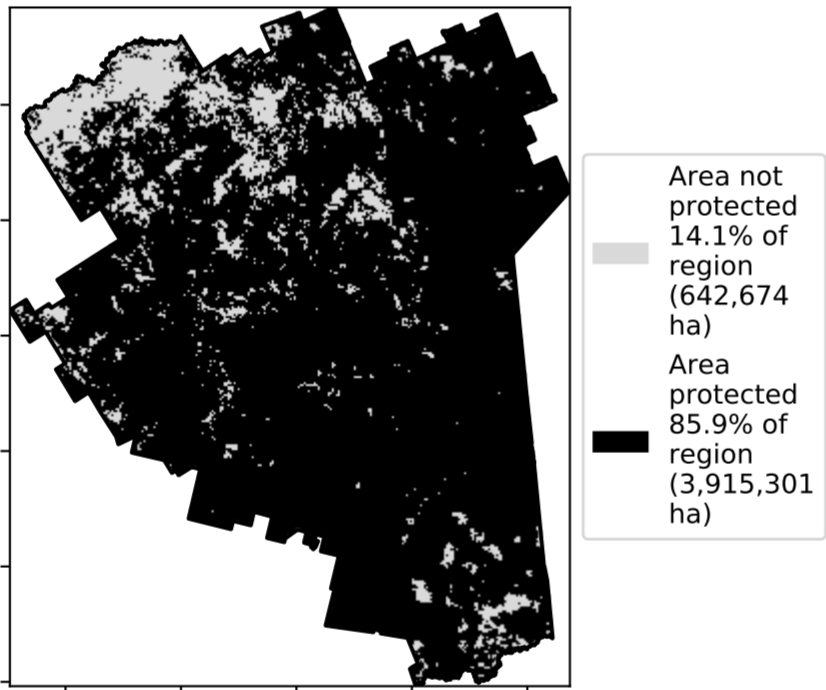 Area not
protected
14.1% of
region
(642,674
ha)
Area
protected
85.9% of
region
(3,915,301
ha)